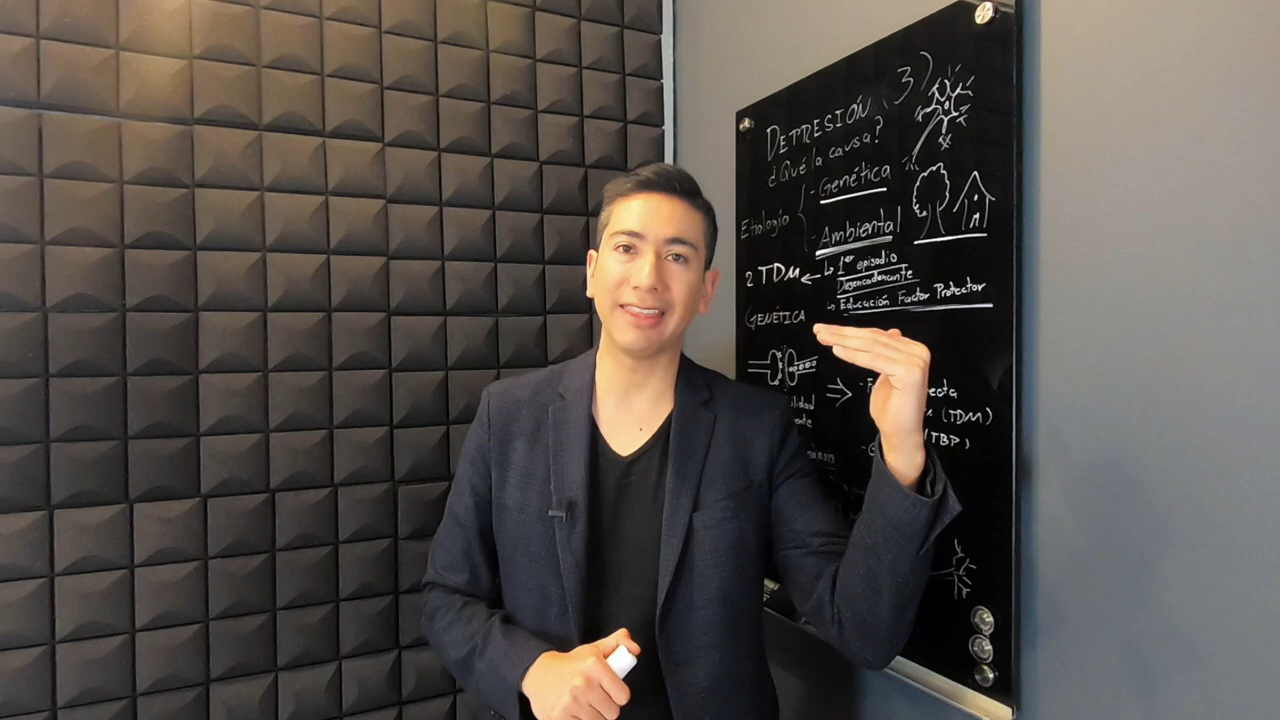 DEPRESIÓN (3)
¿Qué la causa?
Etiología
- Genética
- Ambiental
↳ 1er episodio
Desencadenante
2 TDM ←
↳ Educación Factor Protector
GENÉTICA
⇒
(TDM)
(TBP)